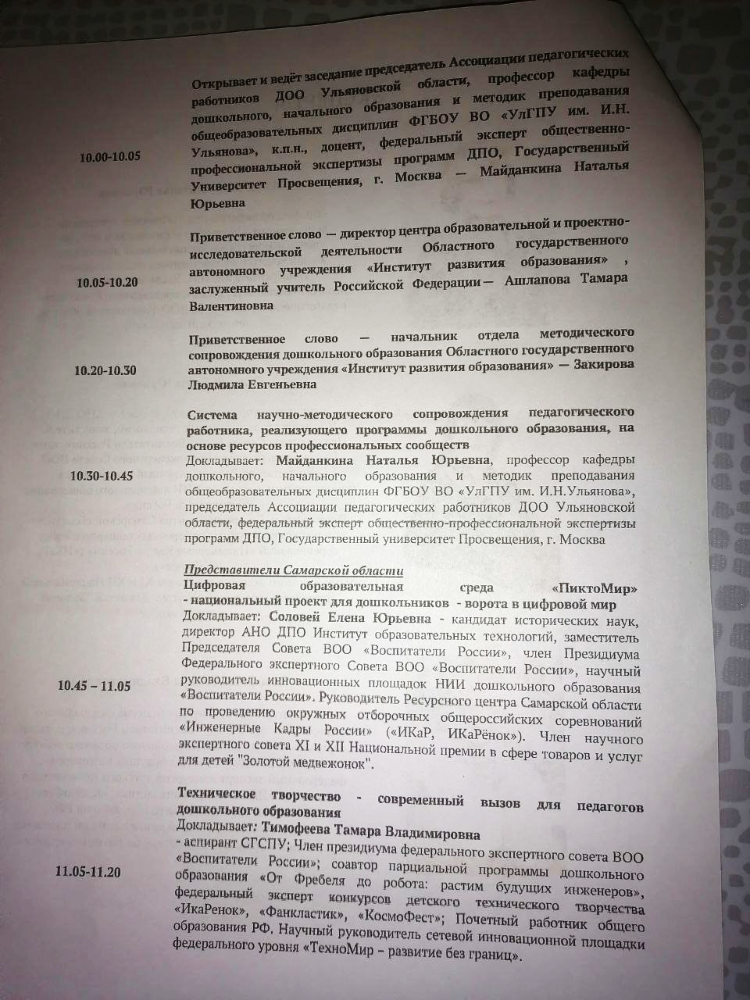 10.00-10.05
Открывает и ведёт заседание председатель Ассоциации педагогических
работников ДОО Ульяновской области, профессор кафедры
дошкольного, начального образования и методик преподавания
общеобразовательных дисциплин ФГБОУ ВО «УлГПУ им. И.Н.
Ульянова», к.п.н., доцент, федеральный эксперт общественно-
профессиональной экспертизы программ ДПО, Государственный
Университет Просвещения, г. Москва — Майданкина Наталья
Юрьевна
10.05-10.20
Приветственное слово — директор центра образовательной и проектно-
исследовательской деятельности Областного государственного
автономного учреждения «Институт развития образования» ,
заслуженный учитель Российской Федерации— Ашлапова Тамара
Валентиновна
10.20-10.30
Приветственное слово — начальник отдела методического
сопровождения дошкольного образования Областного государственного
автономного учреждения «Институт развития образования» — Закирова
Людмила Евгеньевна
10.30-10.45
Система научно-методического сопровождения педагогического
работника, реализующего программы дошкольного образования, на
основе ресурсов профессиональных сообществ
Докладывает: Майданкина Наталья Юрьевна, профессор кафедры
дошкольного, начального образования и методик преподавания
общеобразовательных дисциплин ФГБОУ ВО «УлГПУ им. И.Н.Ульянова»,
председатель Ассоциации педагогических работников ДОО Ульяновской
области, федеральный эксперт общественно-профессиональной экспертизы
программ ДПО, Государственный университет Просвещения, г. Москва
10.45 – 11.05
Представители Самарской области
Цифровая образовательная среда «ПиктоМир»
- национальный проект для дошкольников - ворота в цифровой мир
Докладывает: Соловей Елена Юрьевна - кандидат исторических наук,
директор АНО ДПО Институт образовательных технологий, заместитель
Председателя Совета ВОО «Воспитатели России», член Президиума
Федерального экспертного Совета ВОО «Воспитатели России», научный
руководитель инновационных площадок НИИ дошкольного образования
«Воспитатели России». Руководитель Ресурсного центра Самарской области
по проведению окружных отборочных общероссийских соревнований
«Инженерные Кадры России» («ИКаР, ИКаРёнок»). Член научного
экспертного совета XI и XII Национальной премии в сфере товаров и услуг
для детей "Золотой медвежонок".
11.05-11.20
Техническое творчество - современный вызов для педагогов
дошкольного образования
Докладывает: Тимофеева Тамара Владимировна
- аспирант СГСПУ; Член президиума федерального экспертного совета ВОО
«Воспитатели России»; соавтор парциальной программы дошкольного
образования «От Фребеля до робота: растим будущих инженеров»,
федеральный эксперт конкурсов детского технического творчества
«ИкаРенок», «Фанкластик», «КосмоФест»; Почетный работник общего
образования РФ. Научный руководитель сетевой инновационной площадки
федерального уровня «ТехноМир – развитие без границ».